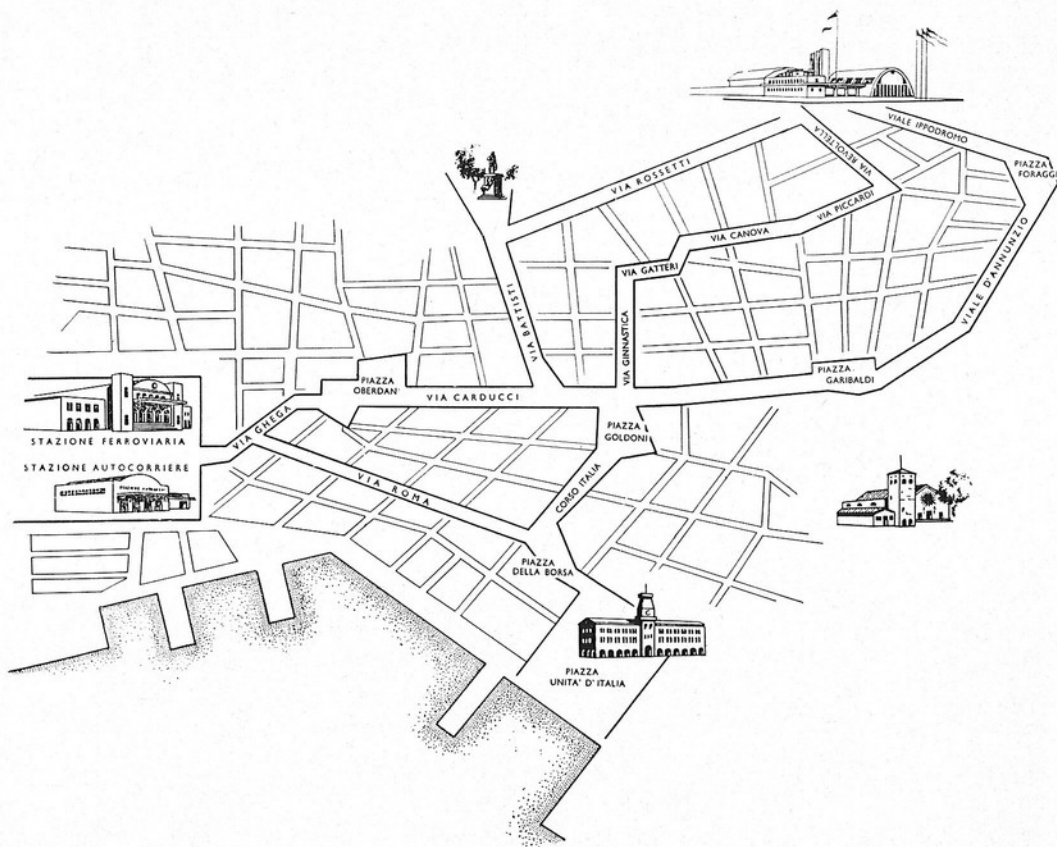 VIALE IPPODROMO
PIAZZA
FORAGGI
VIA REVOLTELLA
VIA ROSSETTI
VIA PICCARDI
VIA CANOVA
VIA GATTERI
VIALE D'ANNUNZIO
VIA GINNASTICA
VIA BATTISTI
PIAZZA
GARIBALDI
PIAZZA
OBERDAN
VIA CARDUCCI
VIA GHEGA
PIAZZA
GOLDONI
STAZIONE FERROVIARIA
STAZIONE AUTOCORRIERE
VIA ROMA
CORSO ITALIA
PIAZZA
DELLA BORSA
PIAZZA
UNITA' D'ITALIA